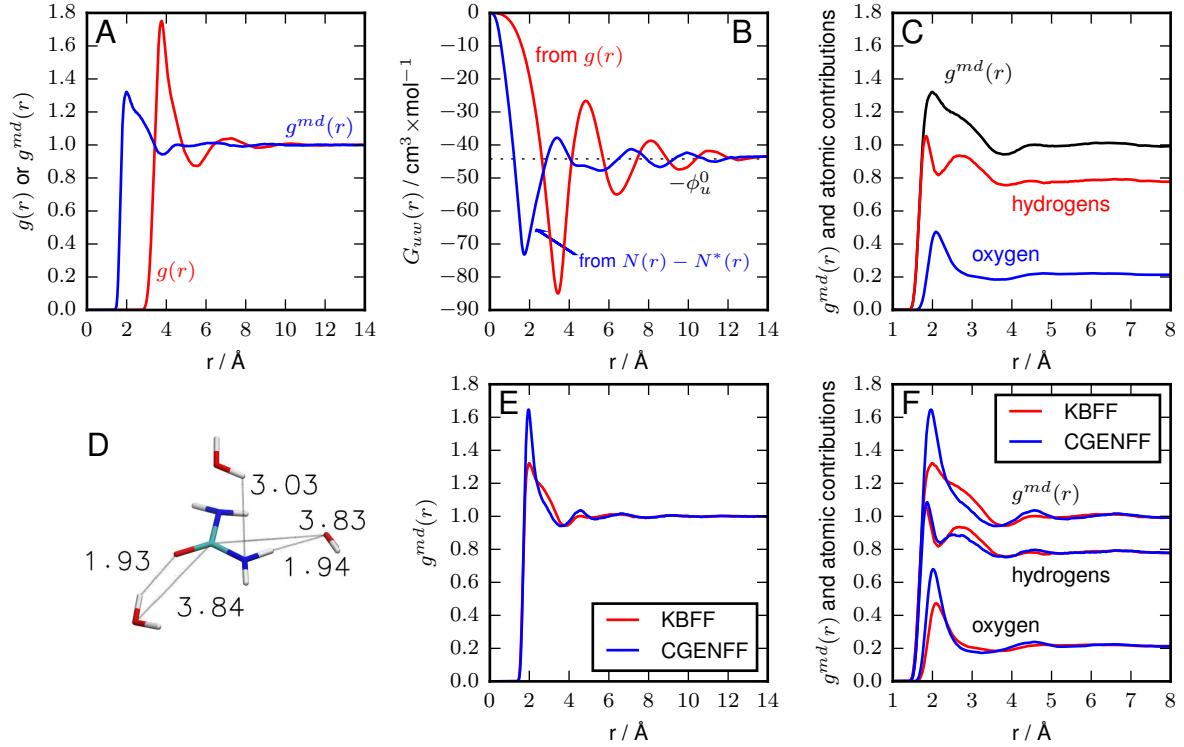 A
g(r) or g^{md}(r)
1.8
1.6
1.4
1.2
1.0
0.8
0.6
0.4
0.2
0.0
g^{md}(r)
g(r)
0 2 4 6 8 10 12 14
r / Å
B
G_{uw}(r) / cm^3 ×mol^{−1}
0
−10
−20
−30
−40
−50
−60
−70
−80
−90
from g(r)
−ϕ_u^0
from N(r) − N^*(r)
0 2 4 6 8 10 12 14
r / Å
C
g^{md}(r) and atomic contributions
1.8
1.6
1.4
1.2
1.0
0.8
0.6
0.4
0.2
0.0
g^{md}(r)
hydrogens
oxygen
1 2 3 4 5 6 7 8
r / Å
D
3.03
3.83
1.93
1.94
3.84
E
g^{md}(r)
1.8
1.6
1.4
1.2
1.0
0.8
0.6
0.4
0.2
0.0
KBFF
CGENFF
0 2 4 6 8 10 12 14
r / Å
F
g^{md}(r) and atomic contributions
1.8
1.6
1.4
1.2
1.0
0.8
0.6
0.4
0.2
0.0
KBFF
CGENFF
g^{md}(r)
hydrogens
oxygen
1 2 3 4 5 6 7 8
r / Å